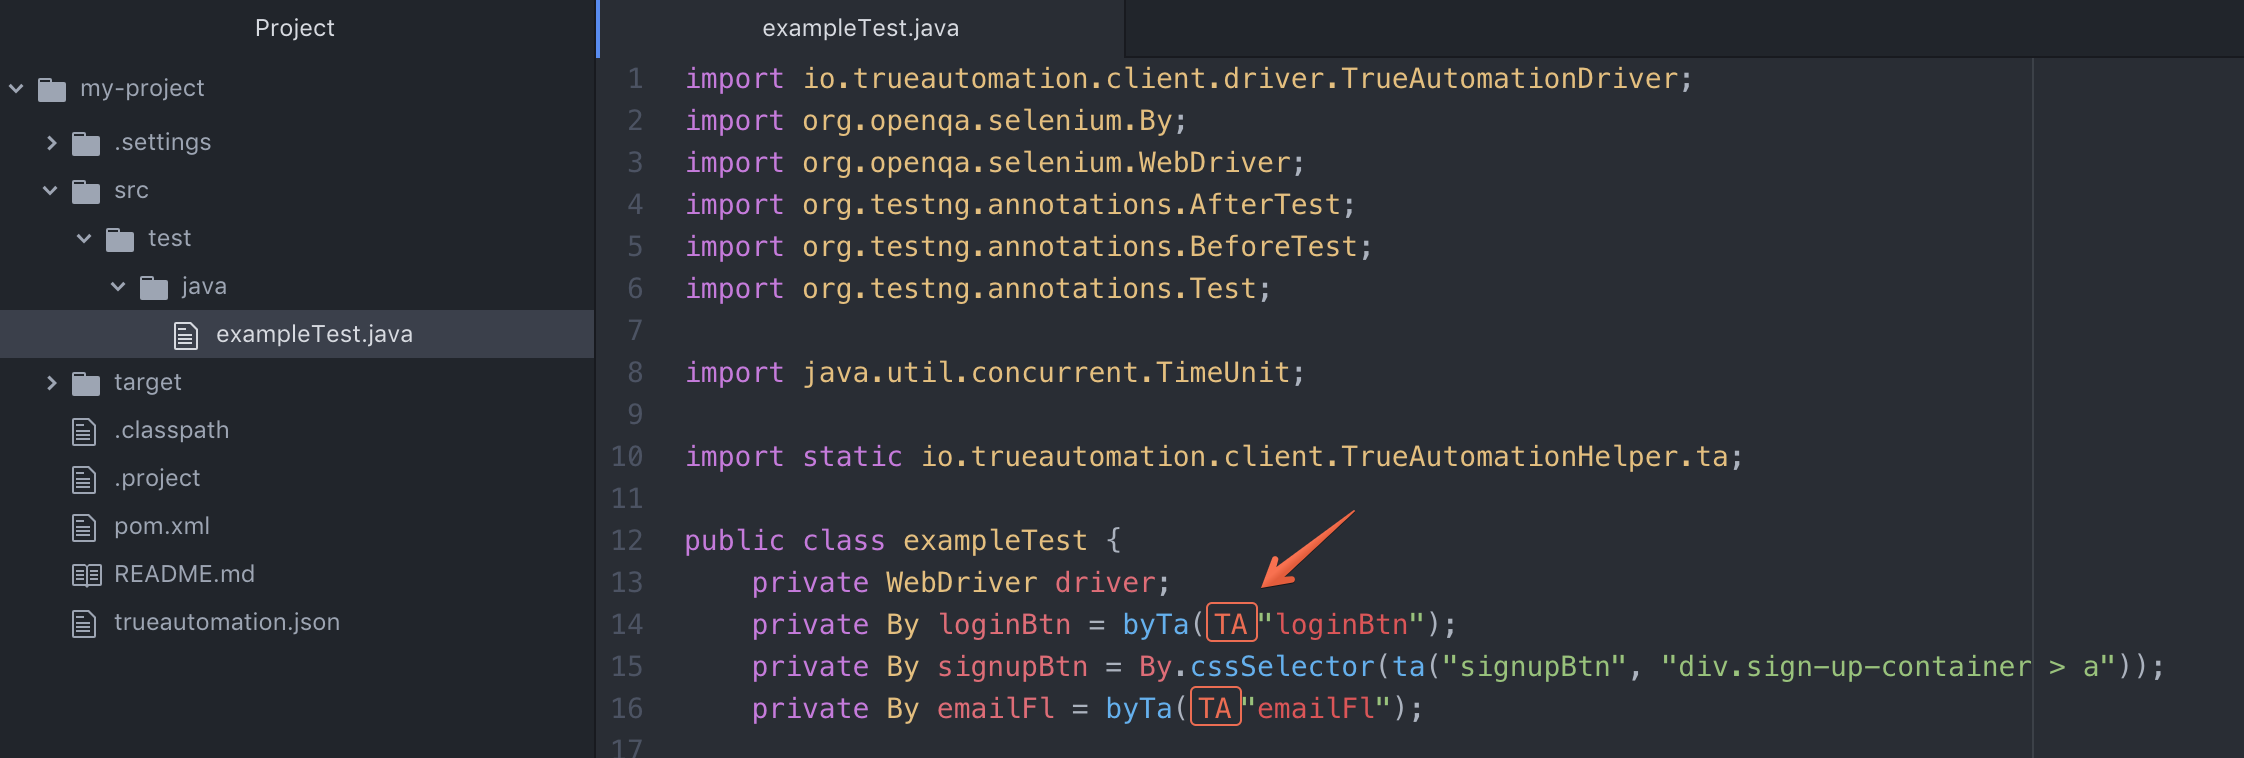 Project
my-project
.settings
src
test
java
exampleTest.java
target
.classpath
.project
pom.xml
README.md
trueautomation.json
exampleTest.java
1 import io.trueautomation.client.driver.TrueAutomationDriver;
2 import org.openqa.selenium.By;
3 import org.openqa.selenium.WebDriver;
4 import org.testng.annotations.AfterTest;
5 import org.testng.annotations.BeforeTest;
6 import org.testng.annotations.Test;
7
8 import java.util.concurrent.TimeUnit;
9
10 import static io.trueautomation.client.TrueAutomationHelper.ta;
11
12 public class exampleTest {
13     private WebDriver driver;
14     private By loginBtn = byTa(TA"loginBtn");
15     private By signupBtn = By.cssSelector(ta("signupBtn", "div.sign-up-container > a"));
16     private By emailFl = byTa(TA"emailFl");
17